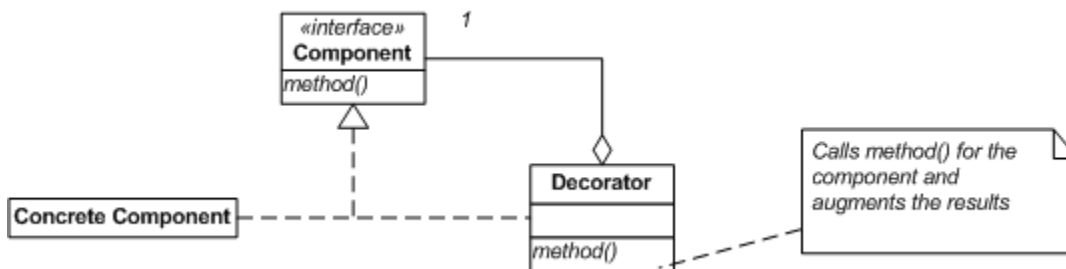 1
«interface»
Component
method()
Calls method() for the
component and
augments the results
Decorator
Concrete Component
method()